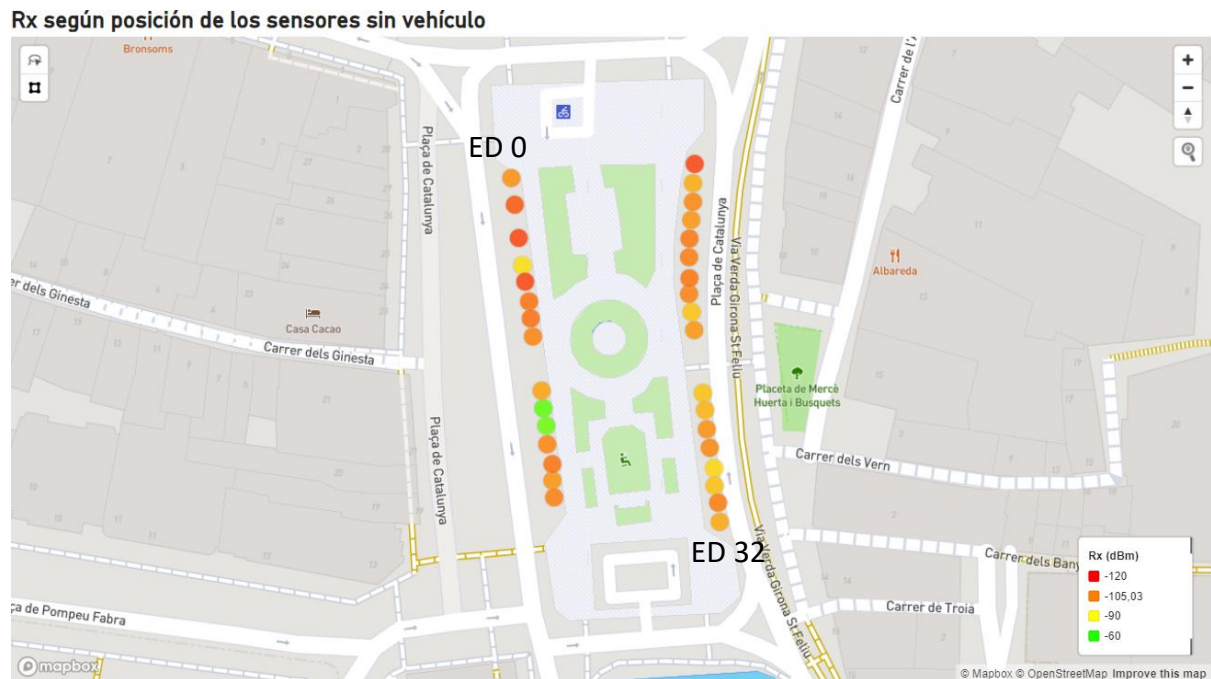 Rx según posición de los sensores sin vehículo
Bronsoms
Carrer de l'A
ED 0
Plaça de Catalunya
Plaça de Catalunya
Via Verda Girona St Feliu
Albareda
er dels Ginesta
Casa Cacao
Carrer dels Ginesta
Placeta de Mercè
Huerta i Busquets
Plaça de Catalunya
Carrer dels Vern
ED 32
Via Verda Girona St Feliu
Carrer dels Bany
Carrer de Troia
ça de Pompeu Fabra
Rx (dBm)
-120
-105,03
-90
-60
mapbox
© Mapbox © OpenStreetMap Improve this map